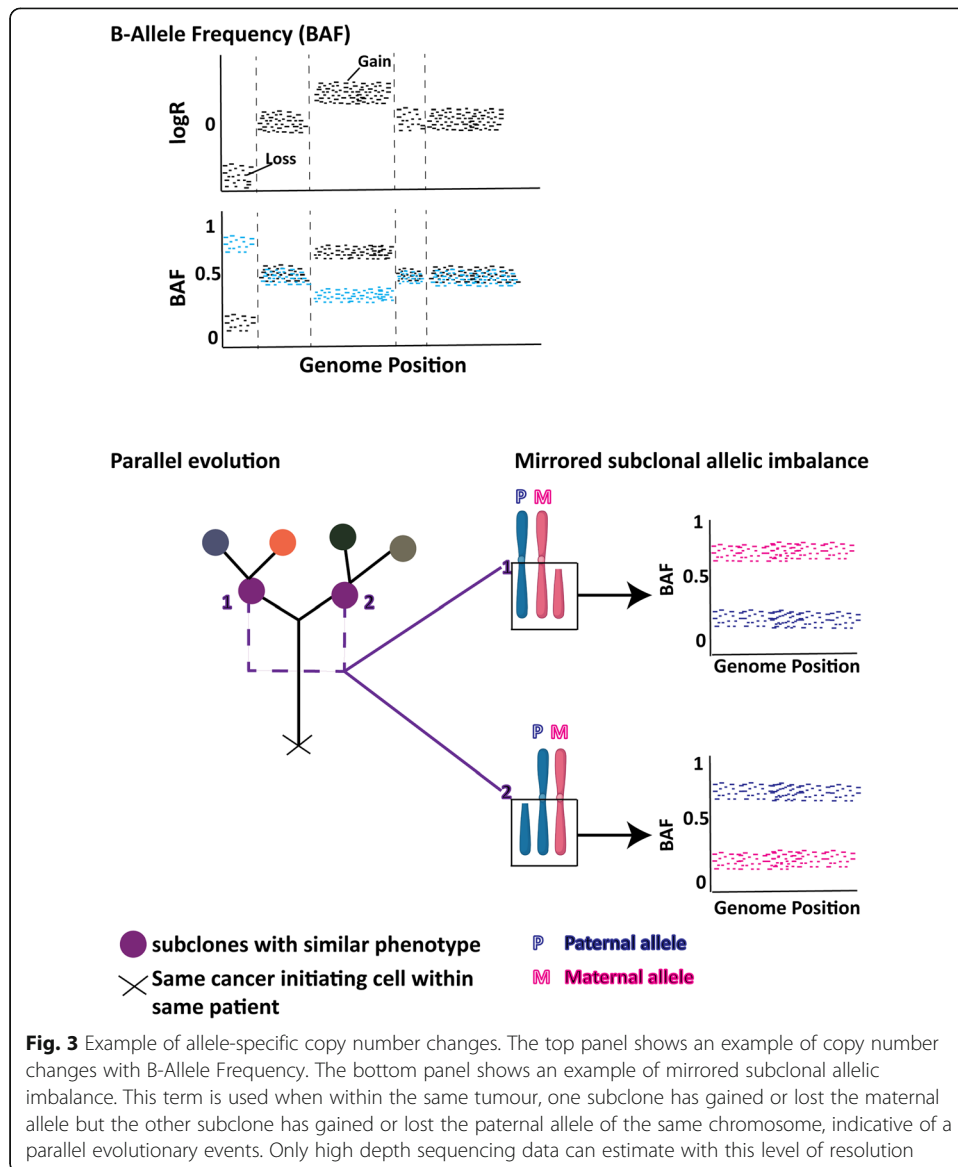 B-Allele Frequency (BAF)
Gain
logR
0
Loss
1
BAF
0.5
0
Genome Position
Parallel evolution
Mirrored subclonal allelic imbalance
P M
1
2
1
BAF
1
0.5
0
Genome Position
P M
2
BAF
1
0.5
0
Genome Position
subclones with similar phenotype
Same cancer initiating cell within
same patient
P Paternal allele
M Maternal allele
Fig. 3 Example of allele-specific copy number changes. The top panel shows an example of copy number
changes with B-Allele Frequency. The bottom panel shows an example of mirrored subclonal allelic
imbalance. This term is used when within the same tumour, one subclone has gained or lost the maternal
allele but the other subclone has gained or lost the paternal allele of the same chromosome, indicative of a
parallel evolutionary events. Only high depth sequencing data can estimate with this level of resolution